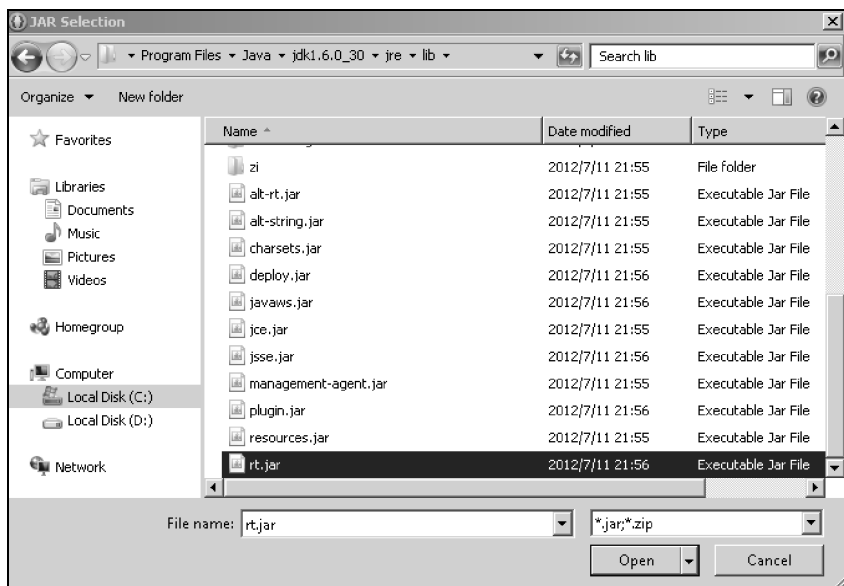 JAR Selection
Program Files Java jdk1.6.0_30 jre lib Search lib
Organize New folder
Favorites
Libraries
Documents
Music
Pictures
Videos
Homegroup
Computer
Local Disk (C:)
Local Disk (D:)
Network
Name Date modified Type
zi 2012/7/11 21:55 File folder
alt-rt.jar 2012/7/11 21:55 Executable Jar File
alt-string.jar 2012/7/11 21:55 Executable Jar File
charsets.jar 2012/7/11 21:55 Executable Jar File
deploy.jar 2012/7/11 21:56 Executable Jar File
javaws.jar 2012/7/11 21:56 Executable Jar File
jce.jar 2012/7/11 21:55 Executable Jar File
jsse.jar 2012/7/11 21:56 Executable Jar File
management-agent.jar 2012/7/11 21:55 Executable Jar File
plugin.jar 2012/7/11 21:56 Executable Jar File
resources.jar 2012/7/11 21:55 Executable Jar File
rt.jar 2012/7/11 21:56 Executable Jar File
File name: rt.jar *.jar;*.zip
Open Cancel